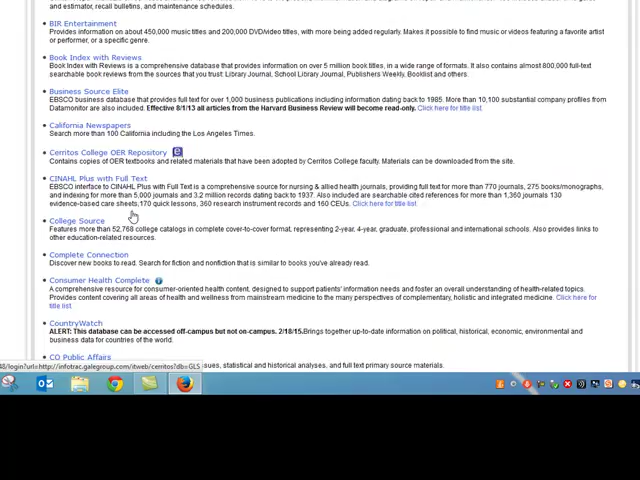 and estimator, recall bulletins, and maintenance schedules.
BIR Entertainment
Provides information on about 450,000 music titles and 200,000 DVD/video titles, with more being added regularly. Makes it possible to find music or videos featuring a favorite artist
or performer, or a specific genre.
Book Index with Reviews
Book Index with Reviews is a comprehensive database that provides information on over 5 million book titles, in a wide range of formats. It also contains almost 800,000 full-text
searchable book reviews from the sources that you trust: Library Journal, School Library Journal, Publishers Weekly, Booklist and others.
Business Source Elite
EBSCO business database that provides full text for over 1,000 business publications including information dating back to 1985. More than 10,100 substantial company profiles from
Datamonitor are also included. Effective 8/1/13 all articles from the Harvard Business Review will become read-only. Click here for title list.
California Newspapers
Search more than 100 California including the Los Angeles Times.
Cerritos College OER Repository
Contains copies of OER textbooks and related materials that have been adopted by Cerritos College faculty. Materials can be downloaded from the site.
CINAHL Plus with Full Text
EBSCO interface to CINAHL Plus with Full Text is a comprehensive source for nursing & allied health journals, providing full text for more than 770 journals, 275 books/monographs,
and indexing for more than 5,000 journals and 3.2 million records dating back to 1937. Also included are searchable cited references for more than 1,360 journals 130
evidence-based care sheets,170 quick lessons, 360 research instrument records and 160 CEUs. Click here for title list.
College Source
Features more than 52,768 college catalogs in complete cover-to-cover format, representing 2-year, 4-year, graduate, professional and international schools. Also provides links to
other education-related resources.
Complete Connection
Discover new books to read. Search for fiction and nonfiction that is similar to books you've already read.
Consumer Health Complete
A comprehensive resource for consumer-oriented health content, designed to support patients' information needs and foster an overall understanding of health-related topics.
Provides content covering all areas of health and wellness from mainstream medicine to the many perspectives of complementary, holistic and integrated medicine. Click here for
title list.
CountryWatch
ALERT: This database can be accessed off-campus but not on-campus. 2/18/15.Brings together up-to-date information on political, historical, economic, environmental and
business data for countries of the world.
CQ Public Affairs
48/login?url=http://infotrac.galegroup.com/itweb/cerritos?db=GLS
sues, statistical and historical analyses, and full text primary source materials.